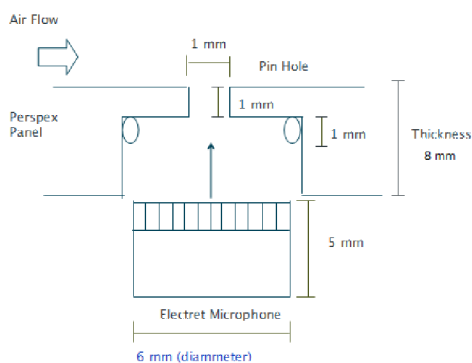 Air Flow
1 mm
Pin Hole
Perspex
Panel
1 mm
1 mm
Thickness
8 mm
5 mm
Electret Microphone
6 mm (diammeter)